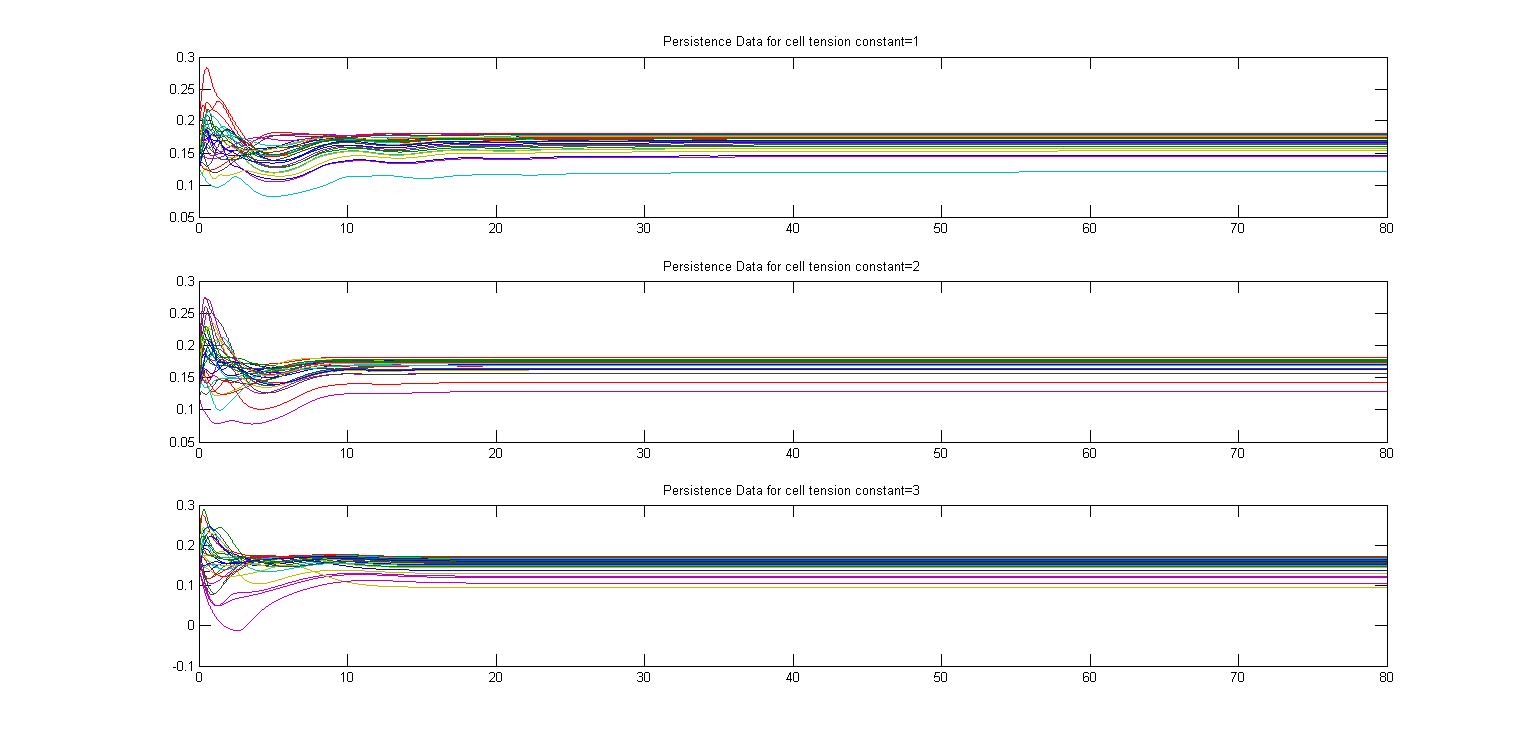 Persistence Data for cell tension constant=1
0.3
0.25
0.2
0.15
0.1
0.05
0 10 20 30 40 50 60 70 80
Persistence Data for cell tension constant=2
0.3
0.25
0.2
0.15
0.1
0.05
0 10 20 30 40 50 60 70 80
Persistence Data for cell tension constant=3
0.3
0.2
0.1
0
-0.1
0 10 20 30 40 50 60 70 80